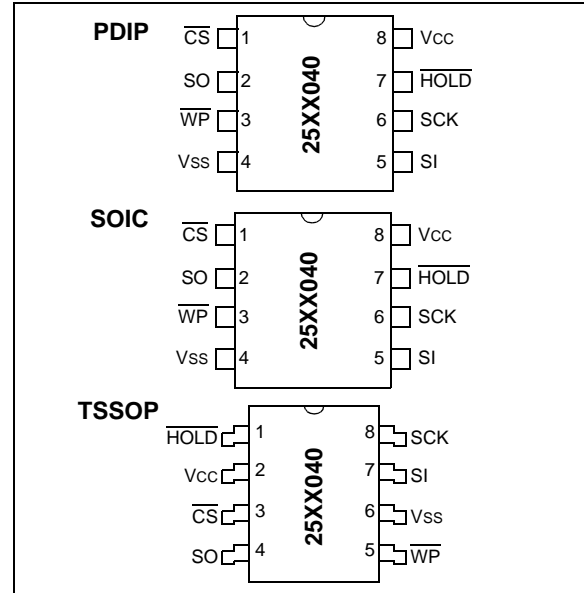 PDIP
CS 1 8 VCC
SO 2 7 HOLD
WP 3 6 SCK
VSS 4 5 SI
25XX040
SOIC
CS 1 8 VCC
SO 2 7 HOLD
WP 3 6 SCK
VSS 4 5 SI
25XX040
TSSOP
HOLD 1 8 SCK
VCC 2 7 SI
CS 3 6 VSS
SO 4 5 WP
25XX040